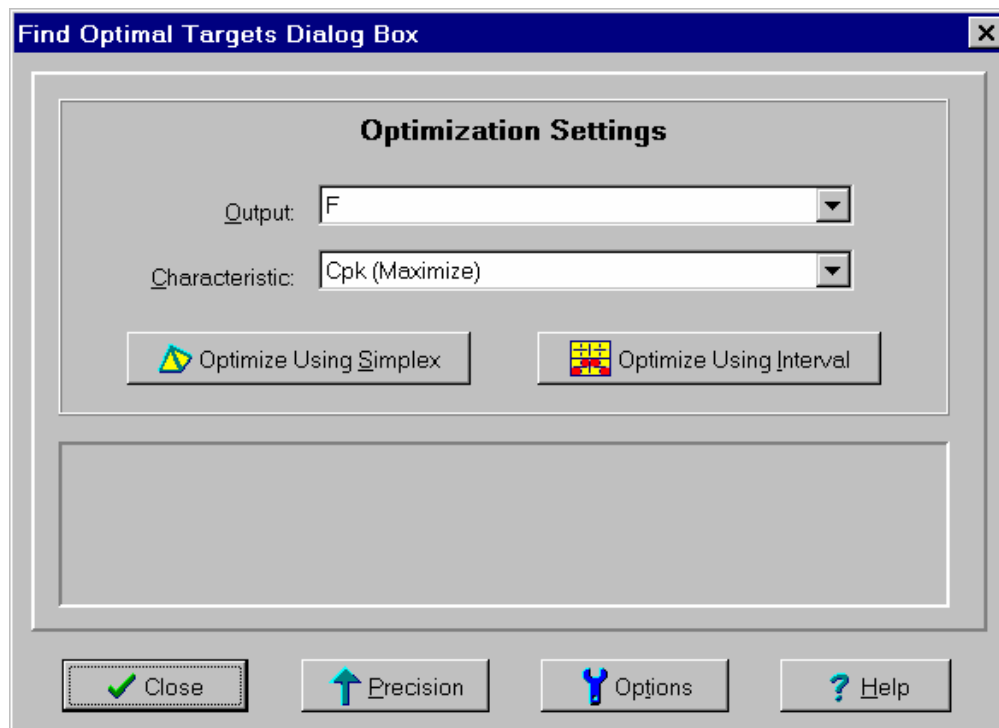 Find Optimal Targets Dialog Box
Optimization Settings
Output: F
Characteristic: Cpk (Maximize)
Optimize Using Simplex Optimize Using Interval
Close Precision Options Help